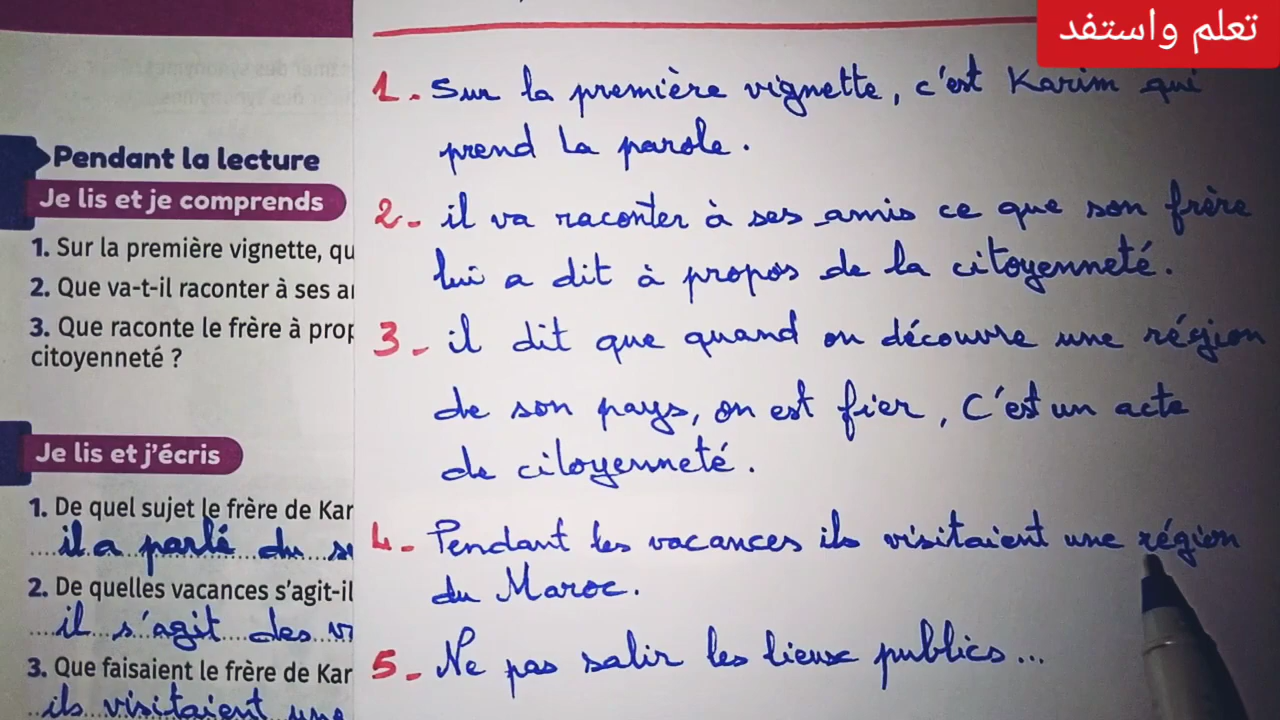 تعلم واستفد
Pendant la lecture
Je lis et je comprends
1. Sur la première vignette, qu
2. Que va-t-il raconter à ses a
3. Que raconte le frère à prop
citoyenneté ?
Je lis et j'écris
1. De quel sujet le frère de Kar
il a parlé du s
2. De quelles vacances s'agit-il
il s'agit des v
3. Que faisaient le frère de Kar
ils visitaient une
1. Sur la première vignette, c'est Karim qui
prend la parole.
2. il va raconter à ses amis ce que son frère
lui a dit à propos de la citoyenneté.
3. il dit que quand on découvre une région
de son pays, on est fier, C'est un acte
de citoyenneté.
4. Pendant les vacances ils visitaient une région
du Maroc.
5. Ne pas salir les lieux publics...